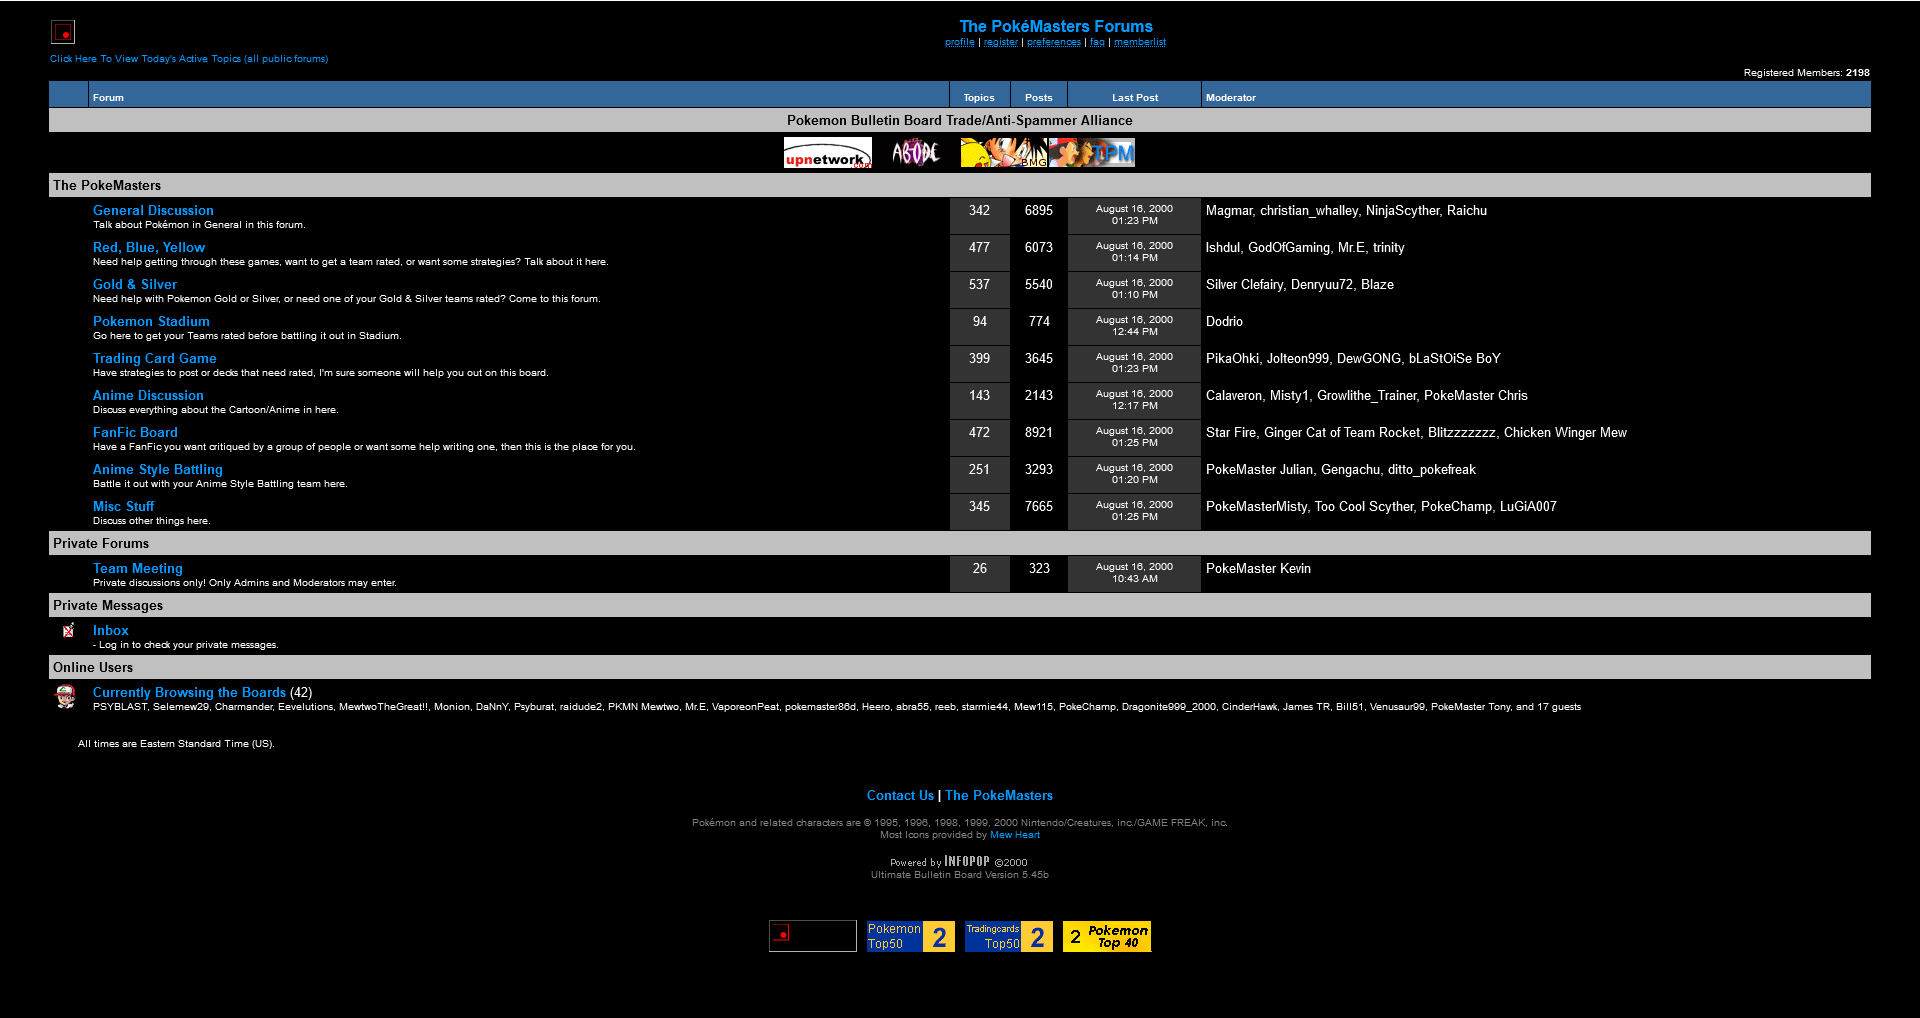 The PokéMasters Forums
profile | register | preferences | faq | memberlist
Click Here To View Today's Active Topics (all public forums)
Registered Members: 2198
Forum Topics Posts Last Post Moderator
Pokemon Bulletin Board Trade/Anti-Spammer Alliance
upnetwork.com ABODE BMG TPM
The PokeMasters
General Discussion 342 6895 August 16, 2000 Magmar, christian_whalley, NinjaScyther, Raichu
Talk about Pokémon in General in this forum. 01:23 PM
Red, Blue, Yellow 477 6073 August 16, 2000 Ishdul, GodOfGaming, Mr.E, trinity
Need help getting through these games, want to get a team rated, or want some strategies? Talk about it here. 01:14 PM
Gold & Silver 537 5540 August 16, 2000 Silver Clefairy, Denryuu72, Blaze
Need help with Pokemon Gold or Silver, or need one of your Gold & Silver teams rated? Come to this forum. 01:10 PM
Pokemon Stadium 94 774 August 16, 2000 Dodrio
Go here to get your Teams rated before battling it out in Stadium. 12:44 PM
Trading Card Game 399 3645 August 16, 2000 PikaOhki, Jolteon999, DewGONG, bLaStOiSe BoY
Have strategies to post or decks that need rated, I'm sure someone will help you out on this board. 01:23 PM
Anime Discussion 143 2143 August 16, 2000 Calaveron, Misty1, Growlithe_Trainer, PokeMaster Chris
Discuss everything about the Cartoon/Anime in here. 12:17 PM
FanFic Board 472 8921 August 16, 2000 Star Fire, Ginger Cat of Team Rocket, Blitzzzzzzz, Chicken Winger Mew
Have a FanFic you want critiqued by a group of people or want some help writing one, then this is the place for you. 01:25 PM
Anime Style Battling 251 3293 August 16, 2000 PokeMaster Julian, Gengachu, ditto_pokefreak
Battle it out with your Anime Style Battling team here. 01:20 PM
Misc Stuff 345 7665 August 16, 2000 PokeMasterMisty, Too Cool Scyther, PokeChamp, LuGiA007
Discuss other things here. 01:25 PM
Private Forums
Team Meeting 26 323 August 16, 2000 PokeMaster Kevin
Private discussions only! Only Admins and Moderators may enter. 10:43 AM
Private Messages
Inbox
- Log in to check your private messages.
Online Users
Currently Browsing the Boards (42)
PSYBLAST, Selemew29, Charmander, Eevelutions, MewtwoTheGreat!!, Monion, DaNnY, Psyburat, raidude2, PKMN Mewtwo, Mr.E, VaporeonPeat, pokemaster86d, Heero, abra55, reeb, starmie44, Mew115, PokeChamp, Dragonite999_2000, CinderHawk, James TR, Bill51, Venusaur99, PokeMaster Tony, and 17 guests
All times are Eastern Standard Time (US).
Contact Us | The PokeMasters
Pokémon and related characters are © 1995, 1996, 1998, 1999, 2000 Nintendo/Creatures, inc./GAME FREAK, inc.
Most Icons provided by Mew Heart
Powered by INFOPOP ©2000
Ultimate Bulletin Board Version 5.45b
Pokemon Top50 2 Tradingcards Top50 2 2 Pokemon Top 40